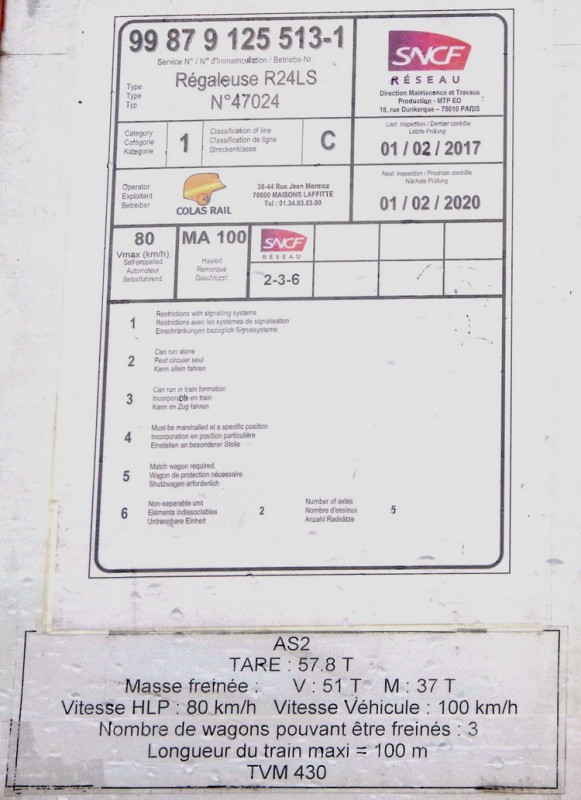 99 87 9 125 513-1
Service N° / N° d'Immatriculation / Betriebs-Nr.
Type
Type
Typ
Régaleuse R24LS
N°47024
SNCF
RÉSEAU
Direction Maintenance et Travaux
Production - MTP EO
18, rue Dunkerque - 75010 PARIS
Category
Catégorie
Kategorie
1
Classification of line
Classification de ligne
Streckenklasse
C
Last inspection / Dernier contrôle
Letzte Prüfung
01 / 02 / 2017
Operator
Exploitant
Betreiber
COLAS RAIL
38-44 Rue Jean Mermoz
78600 MAISONS LAFFITTE
Tel : 01.34.93.83.00
Next inspection / Prochain contrôle
Nächste Prüfung
01 / 02 / 2020
80
Vmax (km/h)
Self-propelled
Automoteur
Selbstfahrend
MA 100
Hauled
Remorqué
Geschleppt
SNCF
RÉSEAU
2-3-6
1
Restrictions with signalling systems
Restrictions avec les systèmes de signalisation
Einschränkungen bezüglich Signalsysteme
2
Can run alone
Peut circuler seul
Kann allein fahren
3
Can run in train formation
Incorporable en train
Kann im Zug fahren
4
Must be marshalled at a specific position
Incorporation en position particulière
Einstellen an besonderer Stelle
5
Match wagon required.
Wagon de protection nécessaire
Shutzwagen erforderlich
6
Non-separable unit
Eléments indissociables
Untrennbare Einheit
2
Number of axles
Nombre d'essieux
Anzahl Radsätze
5
AS2
TARE : 57.8 T
Masse freinée : V : 51 T M : 37 T
Vitesse HLP : 80 km/h Vitesse Véhicule : 100 km/h
Nombre de wagons pouvant être freinés : 3
Longueur du train maxi = 100 m
TVM 430